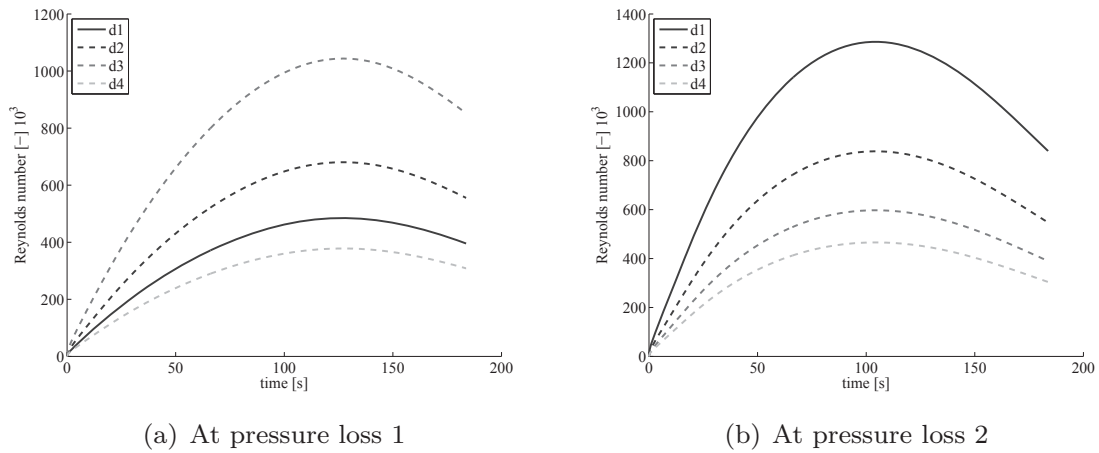 1200
1000
800
600
400
200
0
Reynolds number [−] 10³
d1
d2
d3
d4
0 50 100 150 200
time [s]
(a) At pressure loss 1
1400
1200
1000
800
600
400
200
0
Reynolds number [−] 10³
d1
d2
d3
d4
0 50 100 150 200
time [s]
(b) At pressure loss 2